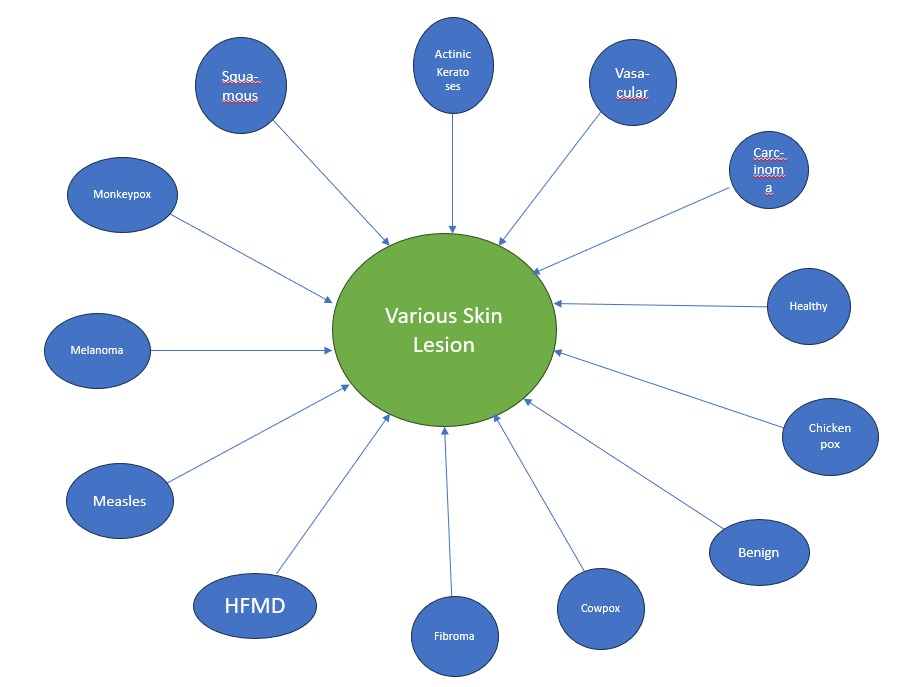 Actinic
Kerato
ses
Squa-
mous
Vasa-
cular
Carc-
inom
a
Monkeypox
Healthy
Various Skin
Lesion
Melanoma
Chicken
pox
Measles
Benign
HFMD
Cowpox
Fibroma